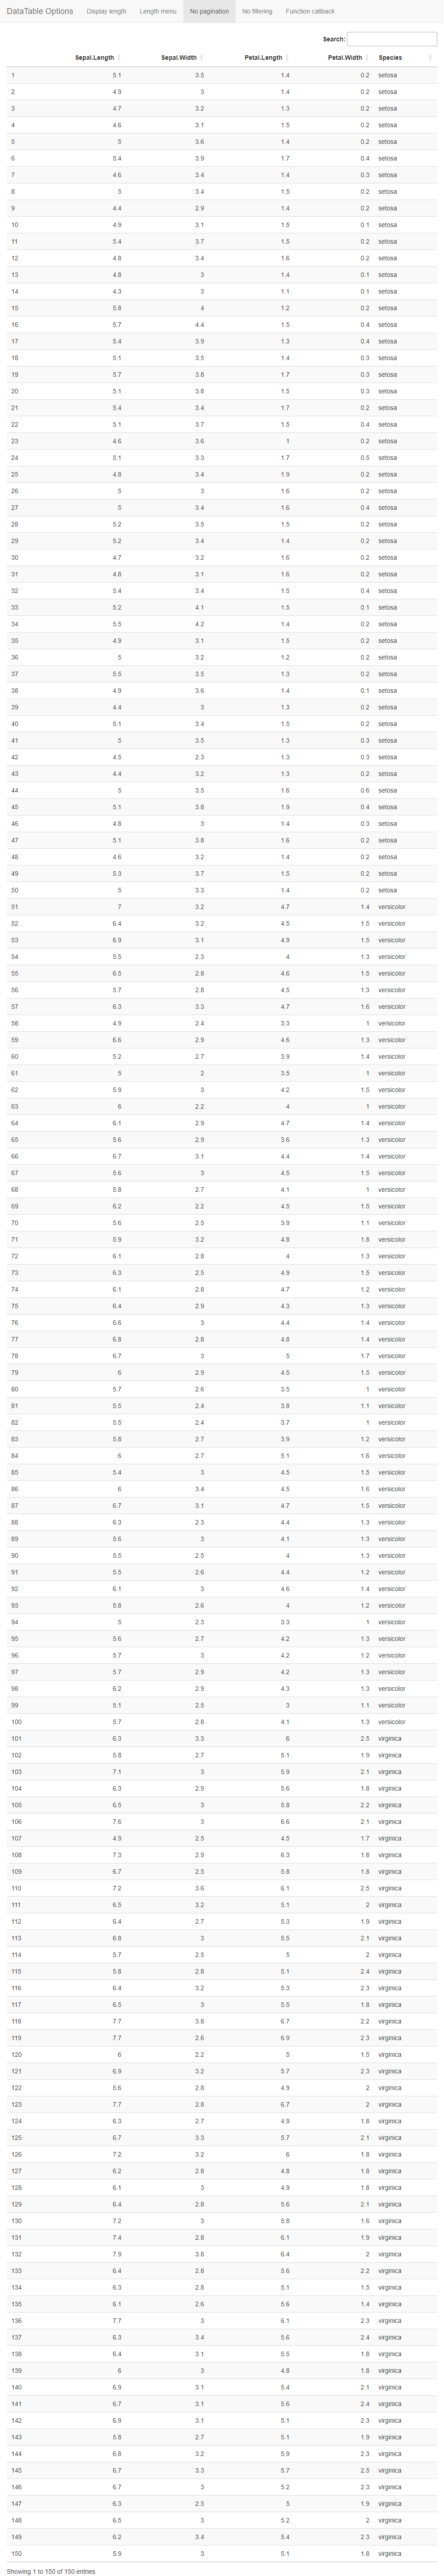 DataTable Options Display length Length menu No pagination No filtering Function callback
Search:
Sepal.Length Sepal.Width Petal.Length Petal.Width Species
1 5.1 3.5 1.4 0.2 setosa
2 4.9 3 1.4 0.2 setosa
3 4.7 3.2 1.3 0.2 setosa
4 4.6 3.1 1.5 0.2 setosa
5 5 3.6 1.4 0.2 setosa
6 5.4 3.9 1.7 0.4 setosa
7 4.6 3.4 1.4 0.3 setosa
8 5 3.4 1.5 0.2 setosa
9 4.4 2.9 1.4 0.2 setosa
10 4.9 3.1 1.5 0.1 setosa
11 5.4 3.7 1.5 0.2 setosa
12 4.8 3.4 1.6 0.2 setosa
13 4.8 3 1.4 0.1 setosa
14 4.3 3 1.1 0.1 setosa
15 5.8 4 1.2 0.2 setosa
16 5.7 4.4 1.5 0.4 setosa
17 5.4 3.9 1.3 0.4 setosa
18 5.1 3.5 1.4 0.3 setosa
19 5.7 3.8 1.7 0.3 setosa
20 5.1 3.8 1.5 0.3 setosa
21 5.4 3.4 1.7 0.2 setosa
22 5.1 3.7 1.5 0.4 setosa
23 4.6 3.6 1 0.2 setosa
24 5.1 3.3 1.7 0.5 setosa
25 4.8 3.4 1.9 0.2 setosa
26 5 3 1.6 0.2 setosa
27 5 3.4 1.6 0.4 setosa
28 5.2 3.5 1.5 0.2 setosa
29 5.2 3.4 1.4 0.2 setosa
30 4.7 3.2 1.6 0.2 setosa
31 4.8 3.1 1.6 0.2 setosa
32 5.4 3.4 1.5 0.4 setosa
33 5.2 4.1 1.5 0.1 setosa
34 5.5 4.2 1.4 0.2 setosa
35 4.9 3.1 1.5 0.2 setosa
36 5 3.2 1.2 0.2 setosa
37 5.5 3.5 1.3 0.2 setosa
38 4.9 3.6 1.4 0.1 setosa
39 4.4 3 1.3 0.2 setosa
40 5.1 3.4 1.5 0.2 setosa
41 5 3.5 1.3 0.3 setosa
42 4.5 2.3 1.3 0.3 setosa
43 4.4 3.2 1.3 0.2 setosa
44 5 3.5 1.6 0.6 setosa
45 5.1 3.8 1.9 0.4 setosa
46 4.8 3 1.4 0.3 setosa
47 5.1 3.8 1.6 0.2 setosa
48 4.6 3.2 1.4 0.2 setosa
49 5.3 3.7 1.5 0.2 setosa
50 5 3.3 1.4 0.2 setosa
51 7 3.2 4.7 1.4 versicolor
52 6.4 3.2 4.5 1.5 versicolor
53 6.9 3.1 4.9 1.5 versicolor
54 5.5 2.3 4 1.3 versicolor
55 6.5 2.8 4.6 1.5 versicolor
56 5.7 2.8 4.5 1.3 versicolor
57 6.3 3.3 4.7 1.6 versicolor
58 4.9 2.4 3.3 1 versicolor
59 6.6 2.9 4.6 1.3 versicolor
60 5.2 2.7 3.9 1.4 versicolor
61 5 2 3.5 1 versicolor
62 5.9 3 4.2 1.5 versicolor
63 6 2.2 4 1 versicolor
64 6.1 2.9 4.7 1.4 versicolor
65 5.6 2.9 3.6 1.3 versicolor
66 6.7 3.1 4.4 1.4 versicolor
67 5.6 3 4.5 1.5 versicolor
68 5.8 2.7 4.1 1 versicolor
69 6.2 2.2 4.5 1.5 versicolor
70 5.6 2.5 3.9 1.1 versicolor
71 5.9 3.2 4.8 1.8 versicolor
72 6.1 2.8 4 1.3 versicolor
73 6.3 2.5 4.9 1.5 versicolor
74 6.1 2.8 4.7 1.2 versicolor
75 6.4 2.9 4.3 1.3 versicolor
76 6.6 3 4.4 1.4 versicolor
77 6.8 2.8 4.8 1.4 versicolor
78 6.7 3 5 1.7 versicolor
79 6 2.9 4.5 1.5 versicolor
80 5.7 2.6 3.5 1 versicolor
81 5.5 2.4 3.8 1.1 versicolor
82 5.5 2.4 3.7 1 versicolor
83 5.8 2.7 3.9 1.2 versicolor
84 6 2.7 5.1 1.6 versicolor
85 5.4 3 4.5 1.5 versicolor
86 6 3.4 4.5 1.6 versicolor
87 6.7 3.1 4.7 1.5 versicolor
88 6.3 2.3 4.4 1.3 versicolor
89 5.6 3 4.1 1.3 versicolor
90 5.5 2.5 4 1.3 versicolor
91 5.5 2.6 4.4 1.2 versicolor
92 6.1 3 4.6 1.4 versicolor
93 5.8 2.6 4 1.2 versicolor
94 5 2.3 3.3 1 versicolor
95 5.6 2.7 4.2 1.3 versicolor
96 5.7 3 4.2 1.2 versicolor
97 5.7 2.9 4.2 1.3 versicolor
98 6.2 2.9 4.3 1.3 versicolor
99 5.1 2.5 3 1.1 versicolor
100 5.7 2.8 4.1 1.3 versicolor
101 6.3 3.3 6 2.5 virginica
102 5.8 2.7 5.1 1.9 virginica
103 7.1 3 5.9 2.1 virginica
104 6.3 2.9 5.6 1.8 virginica
105 6.5 3 5.8 2.2 virginica
106 7.6 3 6.6 2.1 virginica
107 4.9 2.5 4.5 1.7 virginica
108 7.3 2.9 6.3 1.8 virginica
109 6.7 2.5 5.8 1.8 virginica
110 7.2 3.6 6.1 2.5 virginica
111 6.5 3.2 5.1 2 virginica
112 6.4 2.7 5.3 1.9 virginica
113 6.8 3 5.5 2.1 virginica
114 5.7 2.5 5 2 virginica
115 5.8 2.8 5.1 2.4 virginica
116 6.4 3.2 5.3 2.3 virginica
117 6.5 3 5.5 1.8 virginica
118 7.7 3.8 6.7 2.2 virginica
119 7.7 2.6 6.9 2.3 virginica
120 6 2.2 5 1.5 virginica
121 6.9 3.2 5.7 2.3 virginica
122 5.6 2.8 4.9 2 virginica
123 7.7 2.8 6.7 2 virginica
124 6.3 2.7 4.9 1.8 virginica
125 6.7 3.3 5.7 2.1 virginica
126 7.2 3.2 6 1.8 virginica
127 6.2 2.8 4.8 1.8 virginica
128 6.1 3 4.9 1.8 virginica
129 6.4 2.8 5.6 2.1 virginica
130 7.2 3 5.8 1.6 virginica
131 7.4 2.8 6.1 1.9 virginica
132 7.9 3.8 6.4 2 virginica
133 6.4 2.8 5.6 2.2 virginica
134 6.3 2.8 5.1 1.5 virginica
135 6.1 2.6 5.6 1.4 virginica
136 7.7 3 6.1 2.3 virginica
137 6.3 3.4 5.6 2.4 virginica
138 6.4 3.1 5.5 1.8 virginica
139 6 3 4.8 1.8 virginica
140 6.9 3.1 5.4 2.1 virginica
141 6.7 3.1 5.6 2.4 virginica
142 6.9 3.1 5.1 2.3 virginica
143 5.8 2.7 5.1 1.9 virginica
144 6.8 3.2 5.9 2.3 virginica
145 6.7 3.3 5.7 2.5 virginica
146 6.7 3 5.2 2.3 virginica
147 6.3 2.5 5 1.9 virginica
148 6.5 3 5.2 2 virginica
149 6.2 3.4 5.4 2.3 virginica
150 5.9 3 5.1 1.8 virginica
Showing 1 to 150 of 150 entries